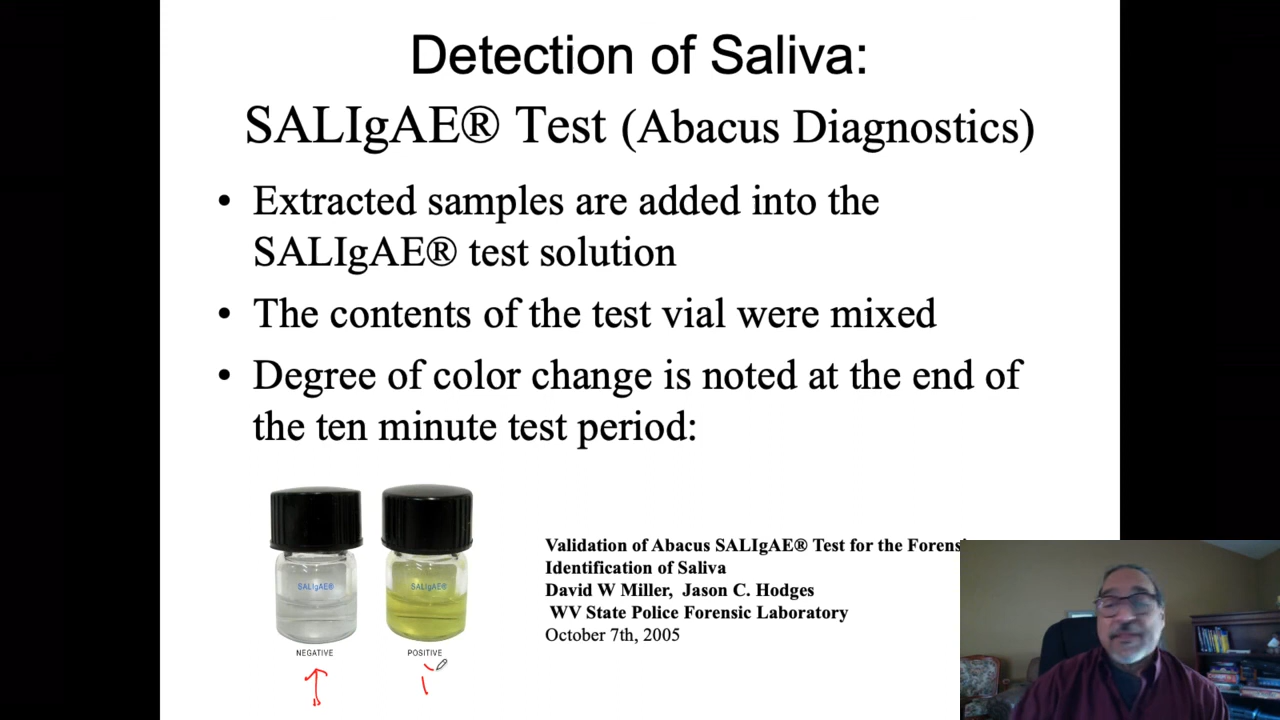 Detection of Saliva:
SALIgAE® Test (Abacus Diagnostics)
• Extracted samples are added into the
SALIgAE® test solution
• The contents of the test vial were mixed
• Degree of color change is noted at the end of
the ten minute test period:
SALIgAE® SALIgAE®
NEGATIVE POSITIVE
Validation of Abacus SALIgAE® Test for the
Identification of Saliva
David W Miller, Jason C. Hodges
WV State Police Forensic Laboratory
October 7th, 2005